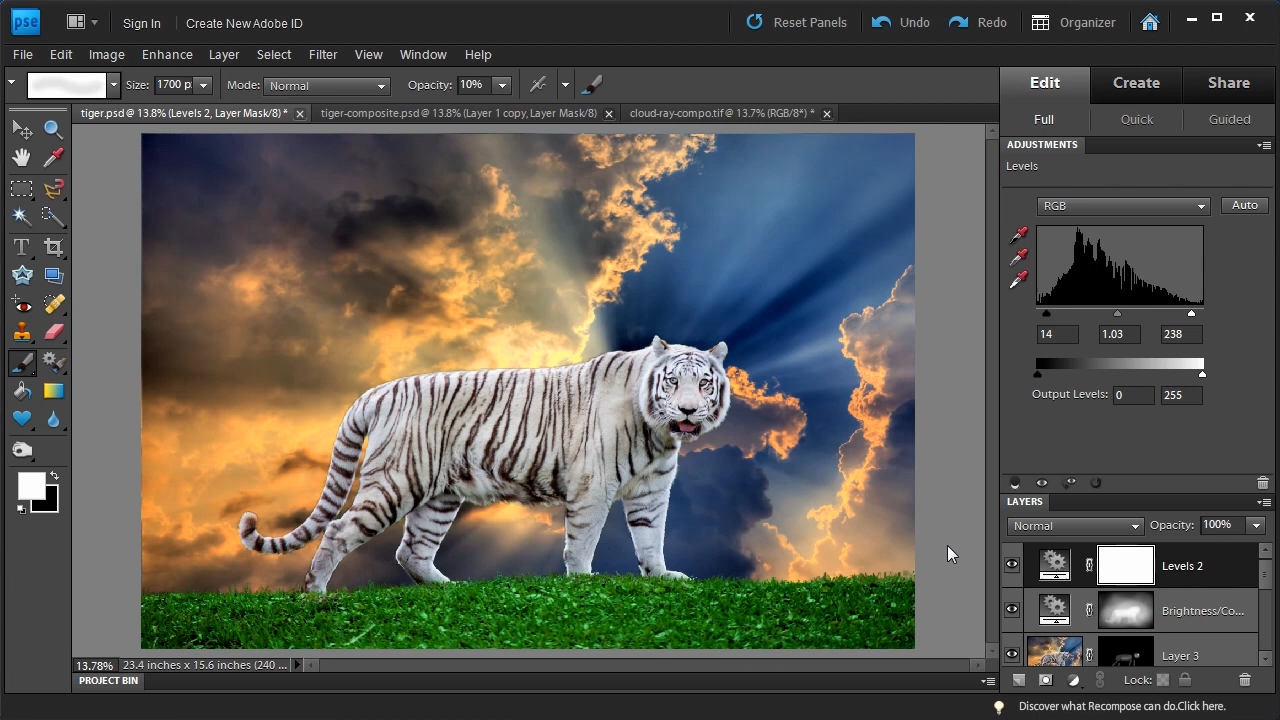 pse Sign In Create New Adobe ID Reset Panels Undo Redo Organizer
File Edit Image Enhance Layer Select Filter View Window Help
Size: 1700 p Mode: Normal Opacity: 10%
Edit Create Share
tiger.psd @ 13.8% (Levels 2, Layer Mask/8) * tiger-composite.psd @ 13.8% (Layer 1 copy, Layer Mask/8) cloud-ray-compo.tif @ 13.7% (RGB/8*) *
Full Quick Guided
ADJUSTMENTS
Levels
RGB Auto
14 1.03 238
Output Levels: 0 255
LAYERS
Normal Opacity: 100%
Levels 2
Brightness/Co...
Layer 3
Lock:
T
13.78% 23.4 inches x 15.6 inches (240 ...
PROJECT BIN
Discover what Recompose can do.Click here.